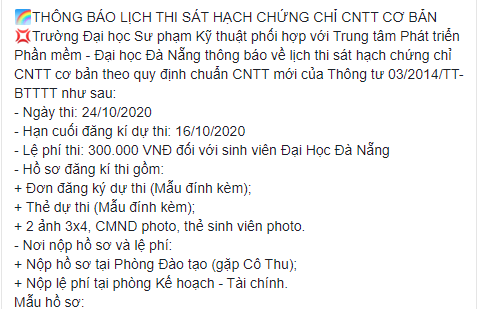 🌈THÔNG BÁO LỊCH THI SÁT HẠCH CHỨNG CHỈ CNTT CƠ BẢN
💢Trường Đại học Sư phạm Kỹ thuật phối hợp với Trung tâm Phát triển
Phần mềm - Đại học Đà Nẵng thông báo về lịch thi sát hạch chứng chỉ
CNTT cơ bản theo quy định chuẩn CNTT mới của Thông tư 03/2014/TT-
BTTTT như sau:
- Ngày thi: 24/10/2020
- Hạn cuối đăng kí dự thi: 16/10/2020
- Lệ phí thi: 300.000 VNĐ đối với sinh viên Đại Học Đà Nẵng
- Hồ sơ đăng kí thi gồm:
+ Đơn đăng ký dự thi (Mẫu đính kèm);
+ Thẻ dự thi (Mẫu đính kèm);
+ 2 ảnh 3x4, CMND photo, thẻ sinh viên photo.
- Nơi nộp hồ sơ và lệ phí:
+ Nộp hồ sơ tại Phòng Đào tạo (gặp Cô Thu);
+ Nộp lệ phí tại phòng Kế hoạch - Tài chính.
Mẫu hồ sơ: